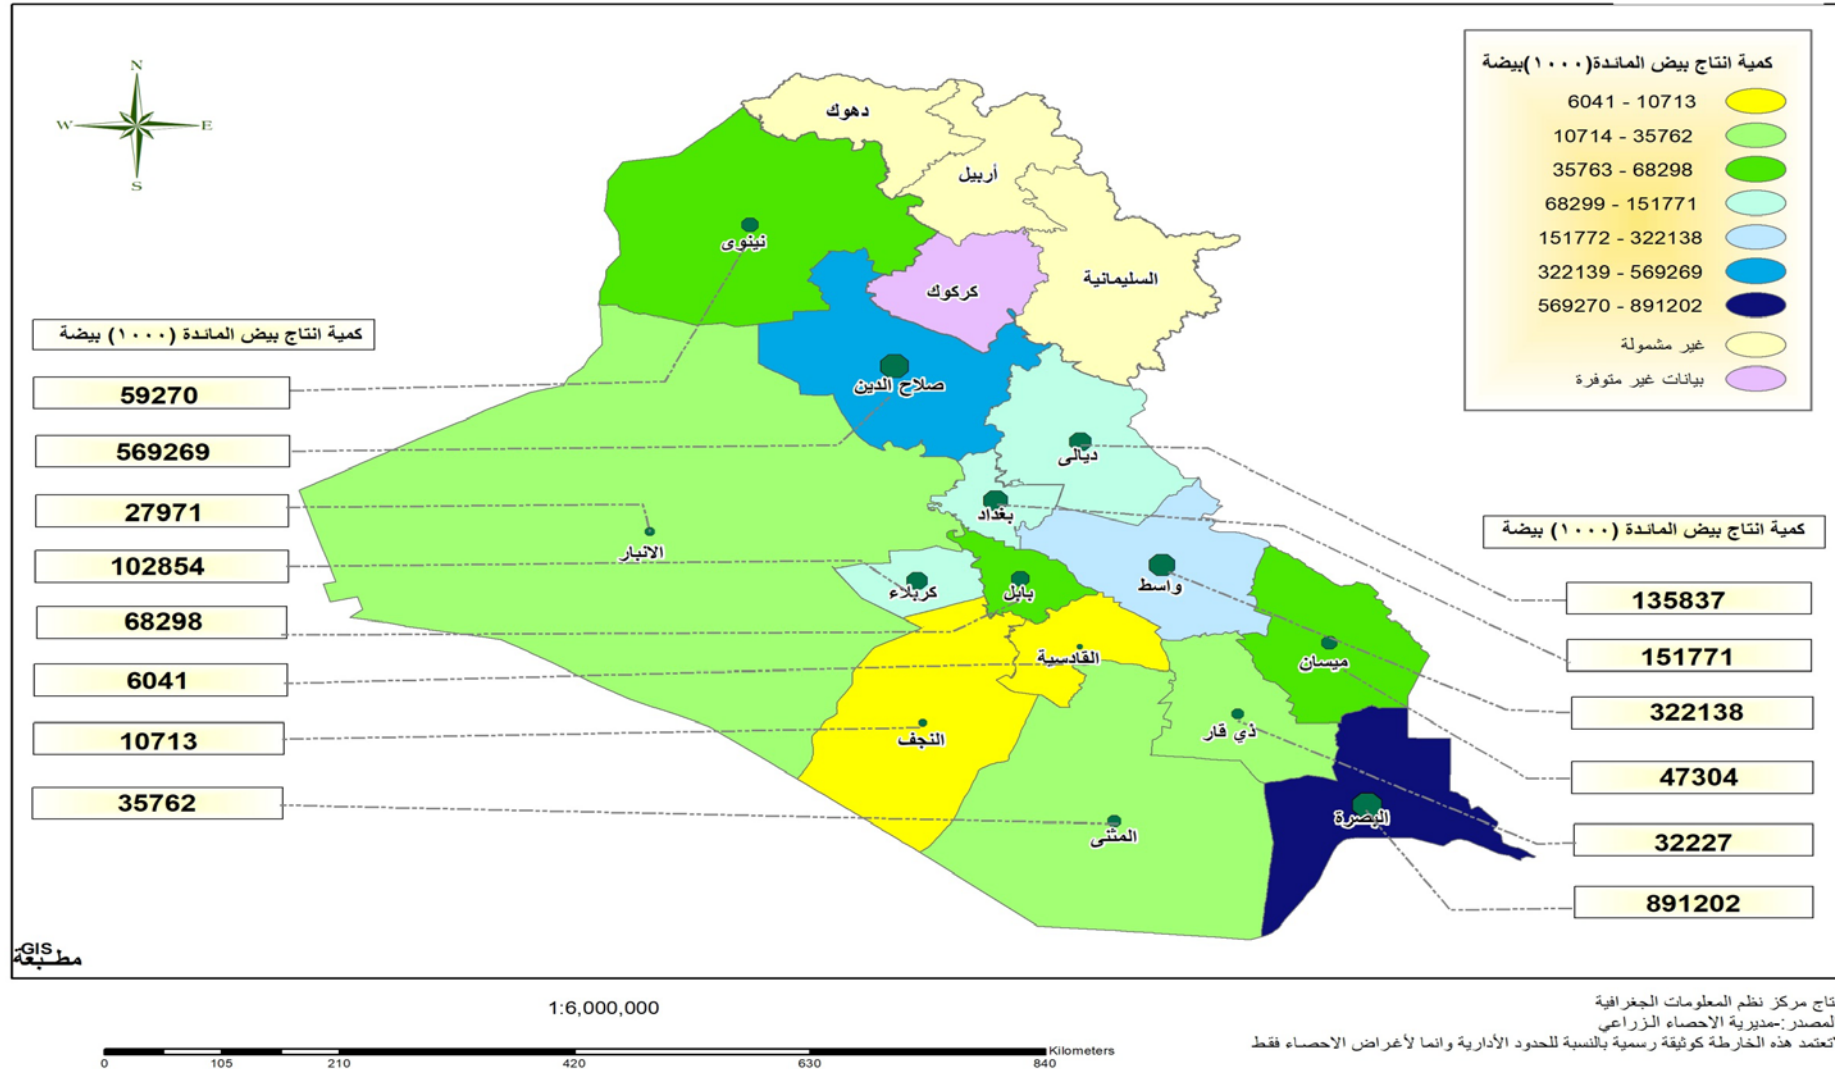 N
W
E
S
كمية انتاج بيض المائدة(١٠٠٠)بيضة
6041 - 10713
10714 - 35762
35763 - 68298
68299 - 151771
151772 - 322138
322139 - 569269
569270 - 891202
غير مشمولة
بيانات غير متوفرة
دهوك
أربيل
نينوى
كركوك
السليمانية
صلاح الدين
ديالى
بغداد
الانبار
كربلاء
بابل
واسط
القادسية
ميسان
النجف
ذي قار
المثنى
البصرة
كمية انتاج بيض المائدة (١٠٠٠) بيضة
59270
569269
27971
102854
68298
6041
10713
35762
كمية انتاج بيض المائدة (١٠٠٠) بيضة
135837
151771
322138
47304
32227
891202
GIS
مطبعة
1:6,000,000
0 105 210 420 630 840
Kilometers
مركز نظم المعلومات الجغرافية
المصدر:-مديرية الاحصاء الزراعي
تعتمد هذه الخارطة كوثيقة رسمية بالنسبة للحدود الأدارية وانما لأغراض الاحصاء فقط